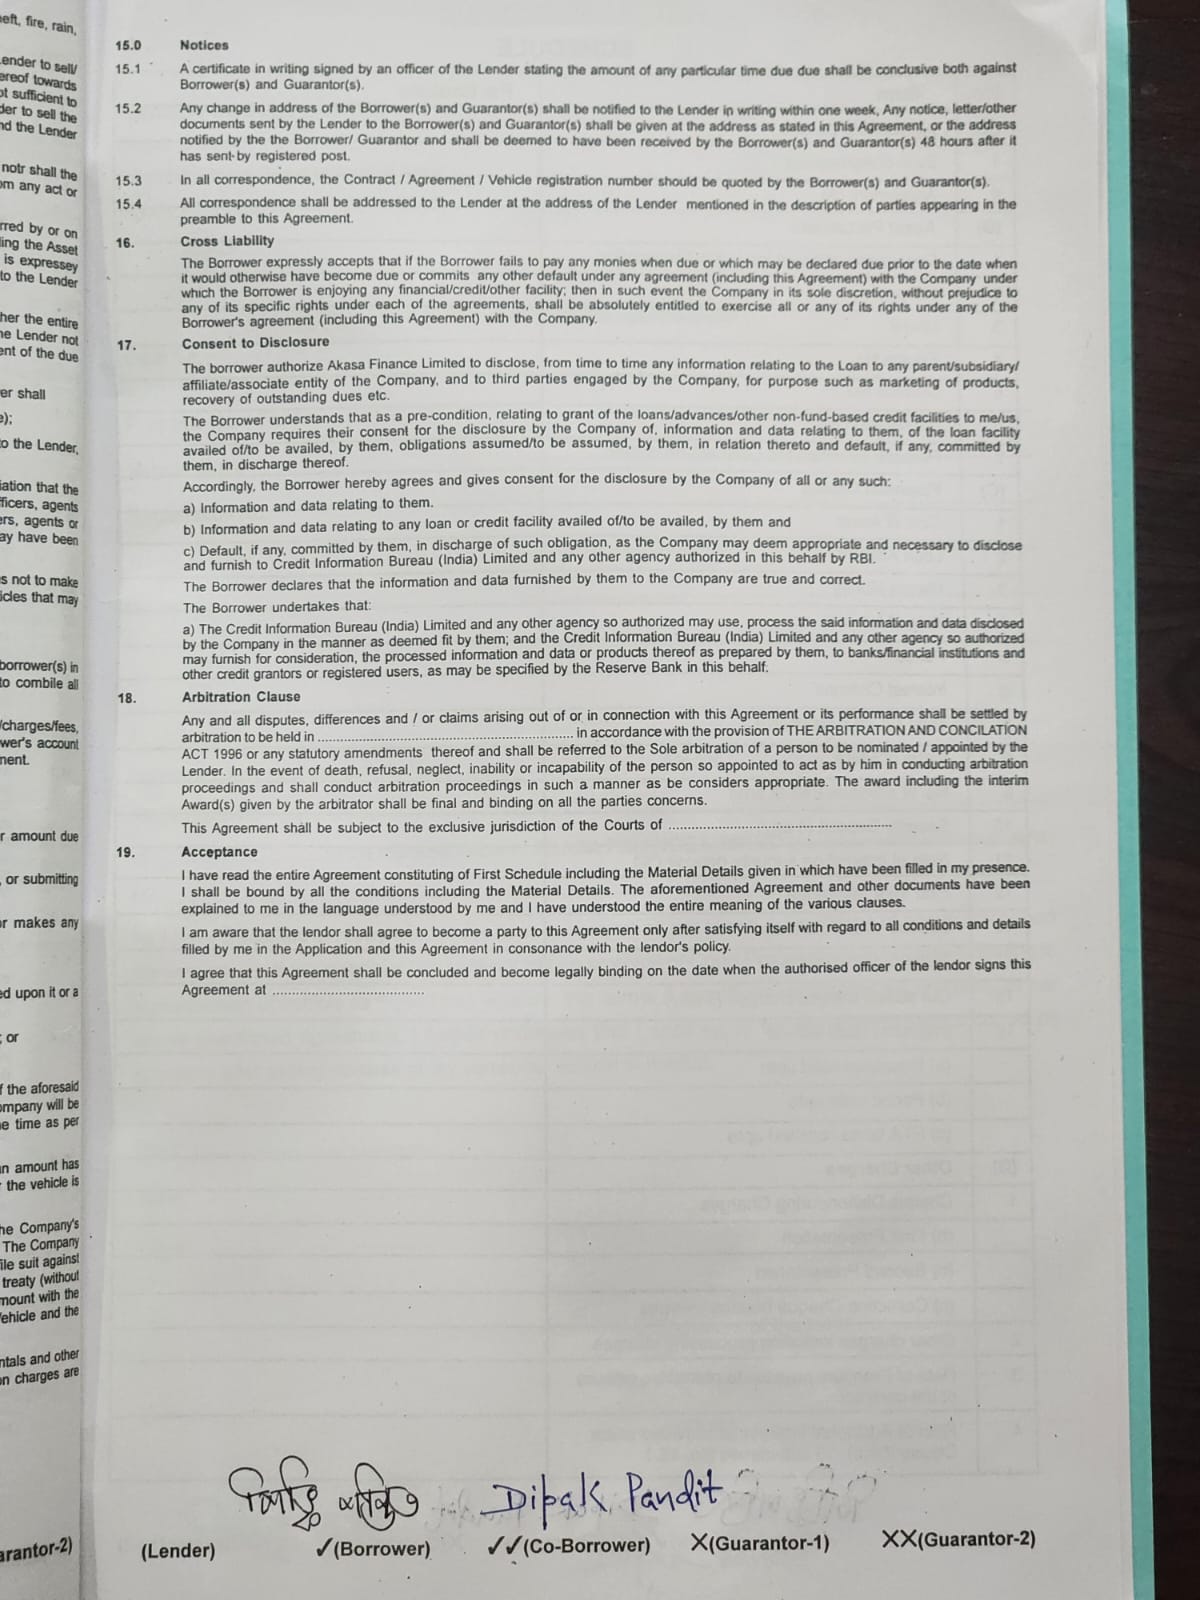 eft, fire, rain,
ender to sell/
ereof towards
ot sufficient to
der to sell the
nd the Lender
notr shall the
om any act or
rred by or on
ling the Asset
is expressey
to the Lender
her the entire
he Lender not
ent of the due
er shall
e);
o the Lender,
iation that the
fficers, agents
ers, agents or
ay have been
s not to make
icles that may
borrower(s) in
to combile all
/charges/fees,
wer's account
ment.
r amount due
, or submitting
or makes any
ed upon it or a
; or
f the aforesaid
ompany will be
e time as per
an amount has
r the vehicle is
he Company's
The Company
file suit against
treaty (without
mount with the
Vehicle and the
ntals and other
on charges are
arantor-2)
15.0 Notices
15.1 A certificate in writing signed by an officer of the Lender stating the amount of any particular time due due shall be conclusive both against
Borrower(s) and Guarantor(s).
15.2 Any change in address of the Borrower(s) and Guarantor(s) shall be notified to the Lender in writing within one week, Any notice, letter/other
documents sent by the Lender to the Borrower(s) and Guarantor(s) shall be given at the address as stated in this Agreement, or the address
notified by the the Borrower/ Guarantor and shall be deemed to have been received by the Borrower(s) and Guarantor(s) 48 hours after it
has sent by registered post.
15.3 In all correspondence, the Contract / Agreement / Vehicle registration number should be quoted by the Borrower(s) and Guarantor(s).
15.4 All correspondence shall be addressed to the Lender at the address of the Lender mentioned in the description of parties appearing in the
preamble to this Agreement.
16. Cross Liability
The Borrower expressly accepts that if the Borrower fails to pay any monies when due or which may be declared due prior to the date when
it would otherwise have become due or commits any other default under any agreement (including this Agreement) with the Company under
which the Borrower is enjoying any financial/credit/other facility; then in such event the Company in its sole discretion, without prejudice to
any of its specific rights under each of the agreements, shall be absolutely entitled to exercise all or any of its rights under any of the
Borrower's agreement (including this Agreement) with the Company.
17. Consent to Disclosure
The borrower authorize Akasa Finance Limited to disclose, from time to time any information relating to the Loan to any parent/subsidiary/
affiliate/associate entity of the Company, and to third parties engaged by the Company, for purpose such as marketing of products,
recovery of outstanding dues etc.
The Borrower understands that as a pre-condition, relating to grant of the loans/advances/other non-fund-based credit facilities to me/us,
the Company requires their consent for the disclosure by the Company of, information and data relating to them, of the loan facility
availed of/to be availed, by them, obligations assumed/to be assumed, by them, in relation thereto and default, if any, committed by
them, in discharge thereof.
Accordingly, the Borrower hereby agrees and gives consent for the disclosure by the Company of all or any such:
a) Information and data relating to them.
b) Information and data relating to any loan or credit facility availed of/to be availed, by them and
c) Default, if any, committed by them, in discharge of such obligation, as the Company may deem appropriate and necessary to disclose
and furnish to Credit Information Bureau (India) Limited and any other agency authorized in this behalf by RBI.
The Borrower declares that the information and data furnished by them to the Company are true and correct.
The Borrower undertakes that:
a) The Credit Information Bureau (India) Limited and any other agency so authorized may use, process the said information and data disclosed
by the Company in the manner as deemed fit by them; and the Credit Information Bureau (India) Limited and any other agency so authorized
may furnish for consideration, the processed information and data or products thereof as prepared by them, to banks/financial institutions and
other credit grantors or registered users, as may be specified by the Reserve Bank in this behalf.
18. Arbitration Clause
Any and all disputes, differences and / or claims arising out of or in connection with this Agreement or its performance shall be settled by
arbitration to be held in ........................................................ in accordance with the provision of THE ARBITRATION AND CONCILATION
ACT 1996 or any statutory amendments thereof and shall be referred to the Sole arbitration of a person to be nominated / appointed by the
Lender. In the event of death, refusal, neglect, inability or incapability of the person so appointed to act as by him in conducting arbitration
proceedings and shall conduct arbitration proceedings in such a manner as be considers appropriate. The award including the interim
Award(s) given by the arbitrator shall be final and binding on all the parties concerns.
This Agreement shall be subject to the exclusive jurisdiction of the Courts of ........................................................
19. Acceptance
I have read the entire Agreement constituting of First Schedule including the Material Details given in which have been filled in my presence.
I shall be bound by all the conditions including the Material Details. The aforementioned Agreement and other documents have been
explained to me in the language understood by me and I have understood the entire meaning of the various clauses.
I am aware that the lendor shall agree to become a party to this Agreement only after satisfying itself with regard to all conditions and details
filled by me in the Application and this Agreement in consonance with the lendor's policy.
I agree that this Agreement shall be concluded and become legally binding on the date when the authorised officer of the lendor signs this
Agreement at .....................................
Dipak Pandit
(Lender) ✓(Borrower) ✓✓(Co-Borrower) X(Guarantor-1) XX(Guarantor-2)